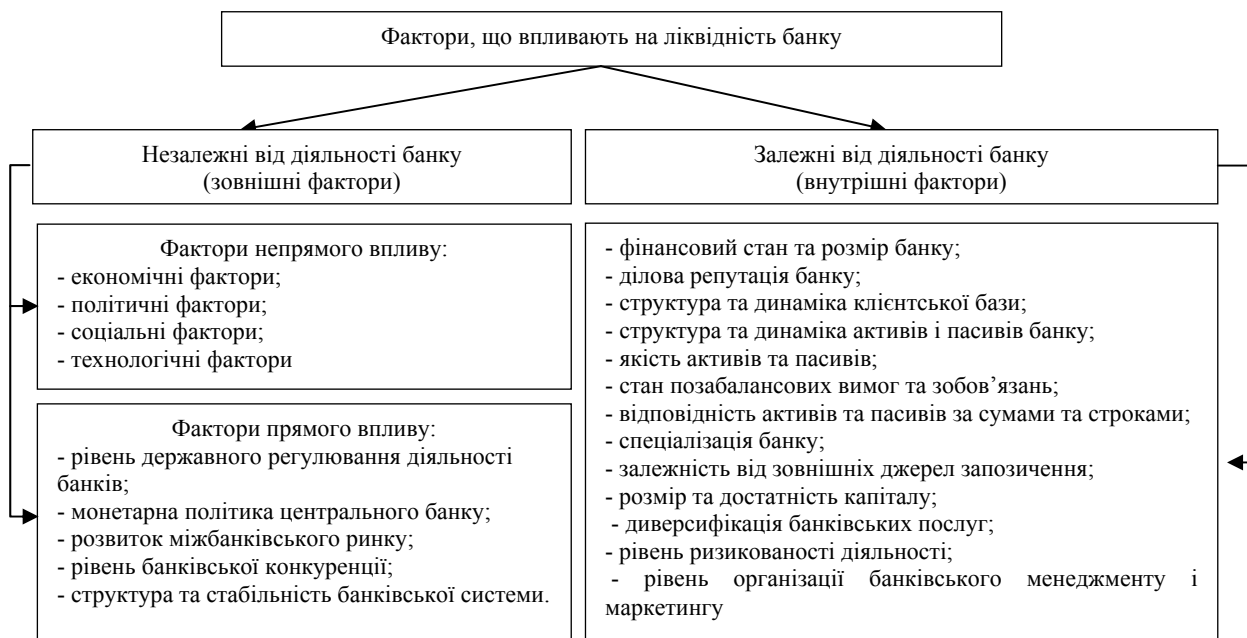 Фактори, що впливають на ліквідність банку
Незалежні від діяльності банку
(зовнішні фактори)
Фактори непрямого впливу:
- економічні фактори;
- політичні фактори;
- соціальні фактори;
- технологічні фактори
Фактори прямого впливу:
- рівень державного регулювання діяльності
банків;
- монетарна політика центрального банку;
- розвиток міжбанківського ринку;
- рівень банківської конкуренції;
- структура та стабільність банківської системи.
Залежні від діяльності банку
(внутрішні фактори)
- фінансовий стан та розмір банку;
- ділова репутація банку;
- структура та динаміка клієнтської бази;
- структура та динаміка активів і пасивів банку;
- якість активів та пасивів;
- стан позабалансових вимог та зобов’язань;
- відповідність активів та пасивів за сумами та строками;
- спеціалізація банку;
- залежність від зовнішніх джерел запозичення;
- розмір та достатність капіталу;
- диверсифікація банківських послуг;
- рівень ризикованості діяльності;
- рівень організації банківського менеджменту і
маркетингу